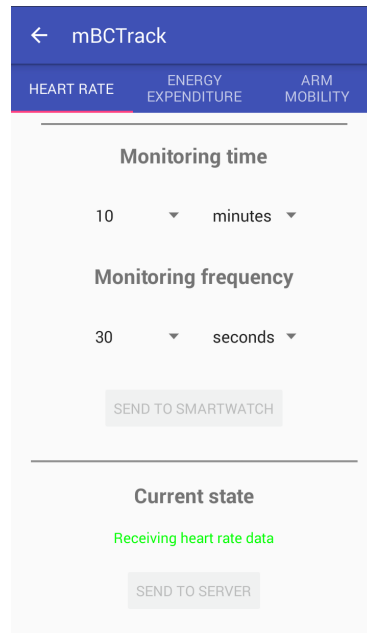 mBCTrack
HEART RATE
ENERGY
EXPENDITURE
ARM
MOBILITY
Monitoring time
10 minutes
Monitoring frequency
30 seconds
SEND TO SMARTWATCH
Current state
Receiving heart rate data
SEND TO SERVER